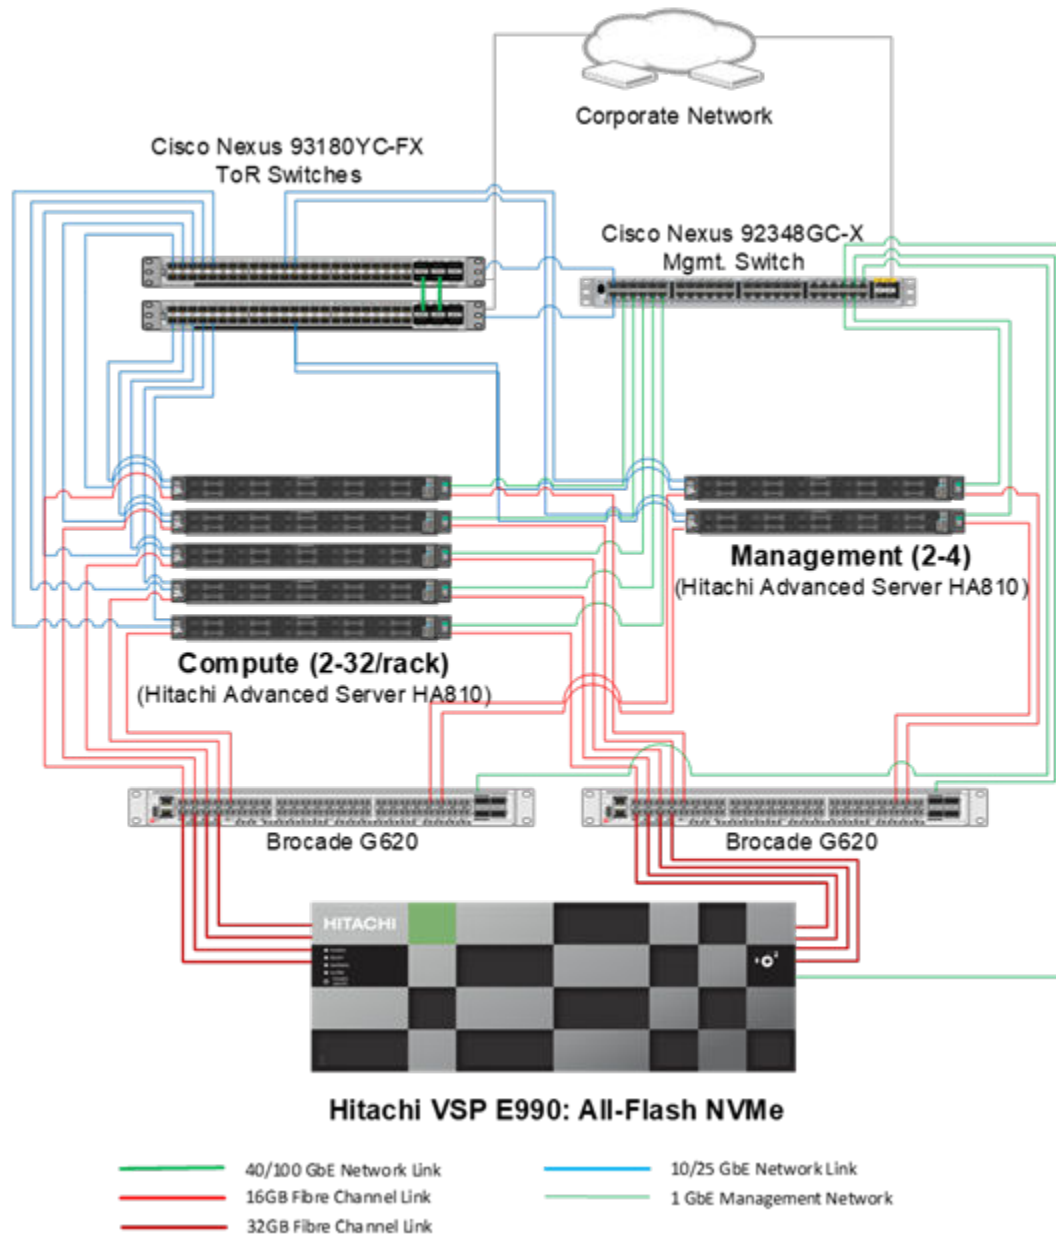 Corporate Network
Cisco Nexus 93180YC-FX
ToR Switches
Cisco Nexus 92348GC-X
Mgmt. Switch
Management (2-4)
(Hitachi Advanced Server HA810)
Compute (2-32/rack)
(Hitachi Advanced Server HA810)
Brocade G620
Brocade G620
HITACHI
Hitachi VSP E990: All-Flash NVMe
40/100 GbE Network Link
10/25 GbE Network Link
16GB Fibre Channel Link
1 GbE Management Network
32GB Fibre Channel Link